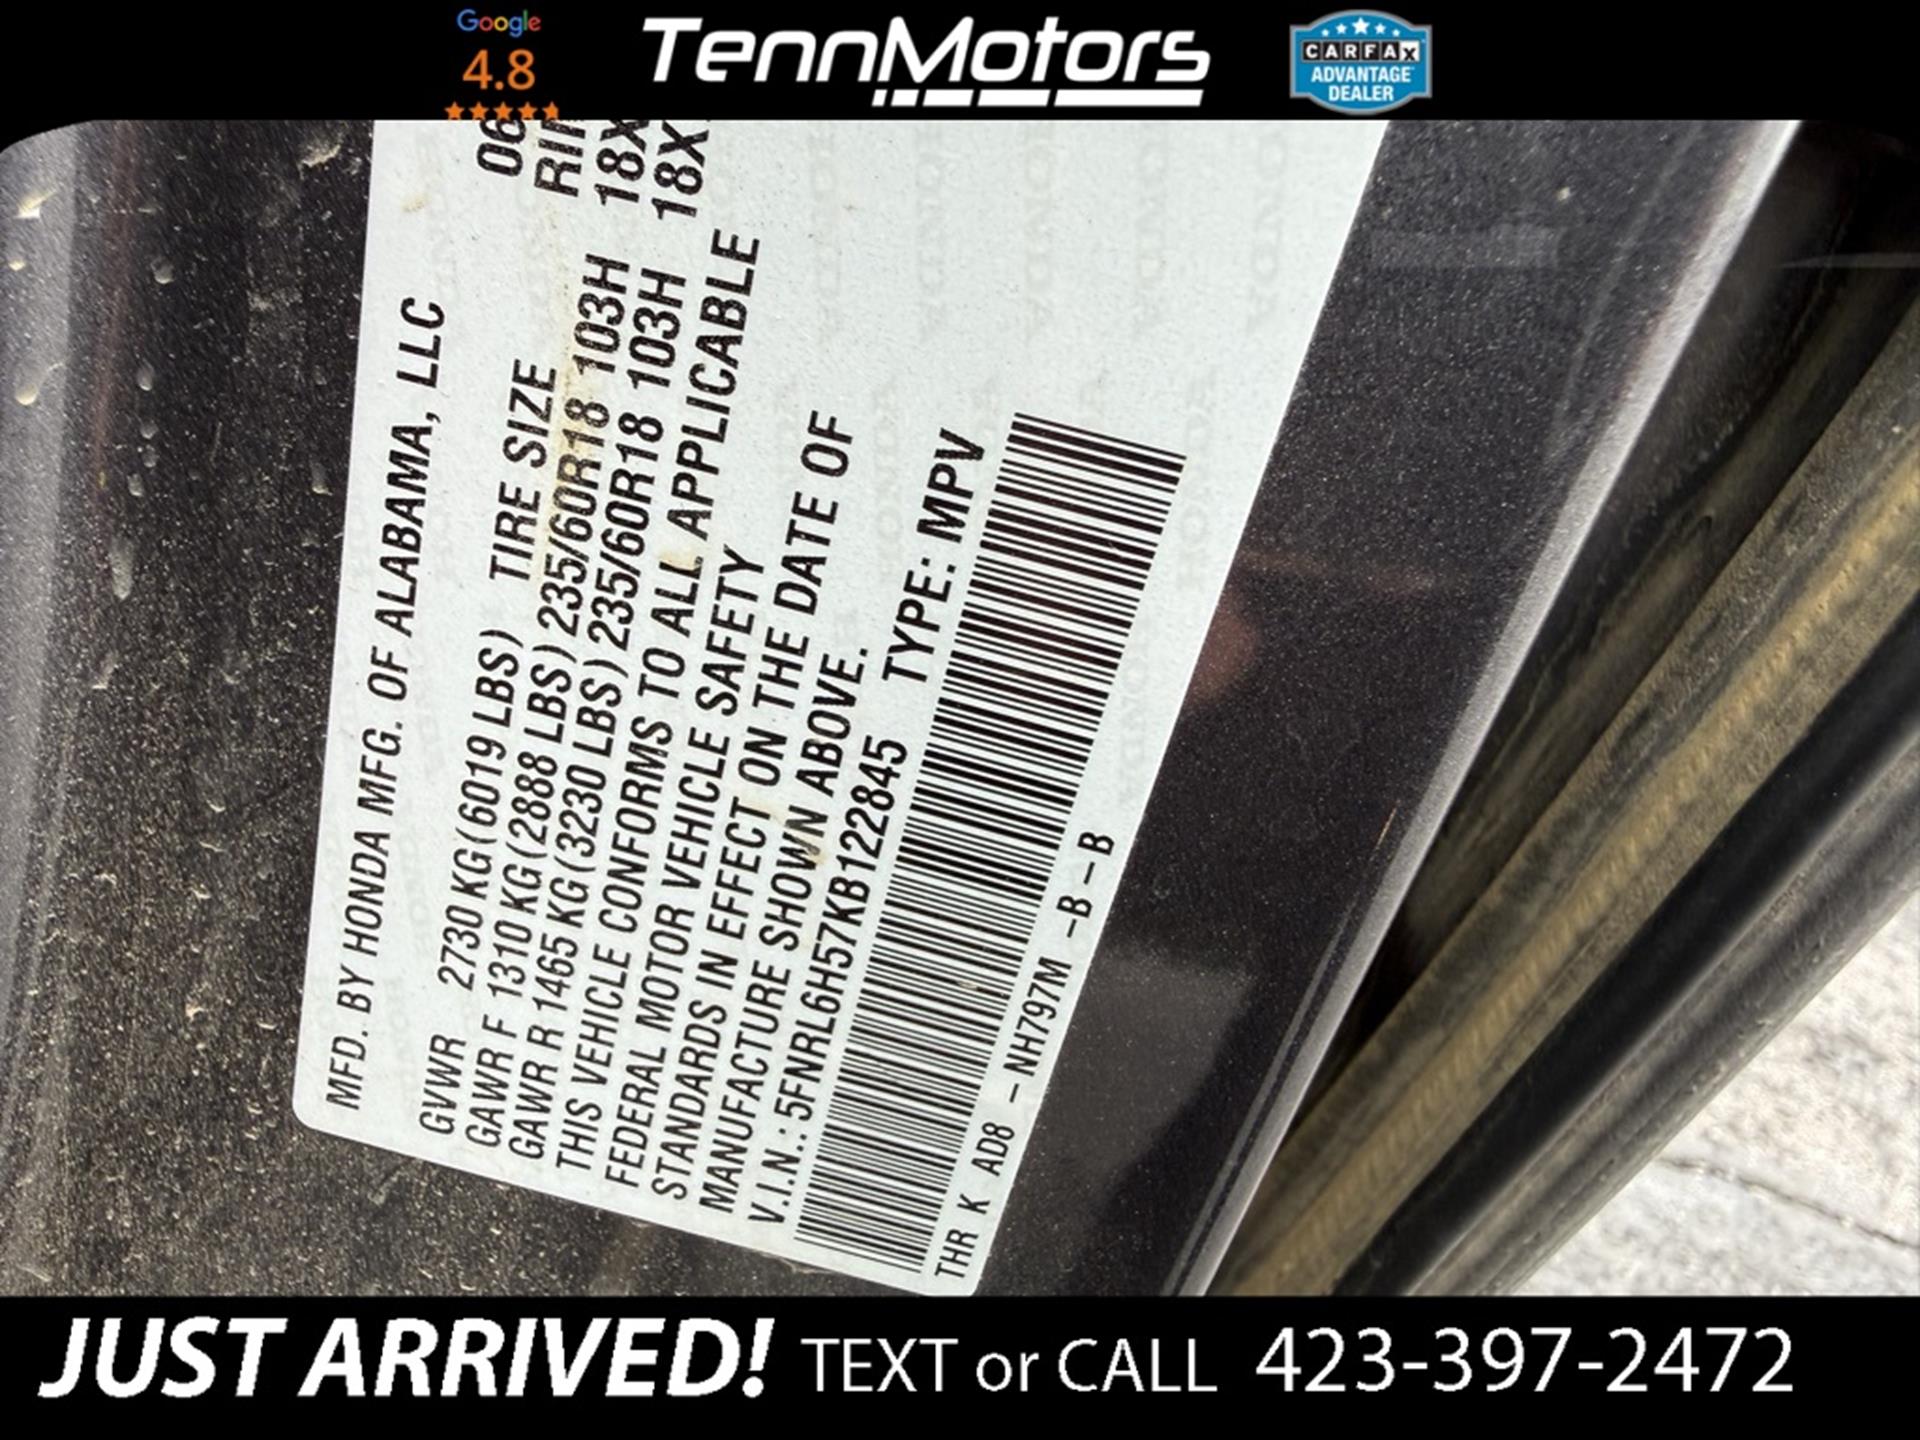 Google
4.8
TennMotors
CARFAX
ADVANTAGE
DEALER
MFD. BY HONDA MFG. OF ALABAMA, LLC
06
GVWR 2730 KG(6019 LBS) TIRE SIZE
GAWR F 1310 KG(2888 LBS) 235/60R18 103H 18X
GAWR R 1465 KG(3230 LBS) 235/60R18 103H 18X
THIS VEHICLE CONFORMS TO ALL APPLICABLE
FEDERAL MOTOR VEHICLE SAFETY
STANDARDS IN EFFECT ON THE DATE OF
MANUFACTURE SHOWN ABOVE.
V.I.N.: 5FNRL6H57KB122845 TYPE: MPV
THR K AD8 - NH797M -B-B
JUST ARRIVED! TEXT or CALL 423-397-2472